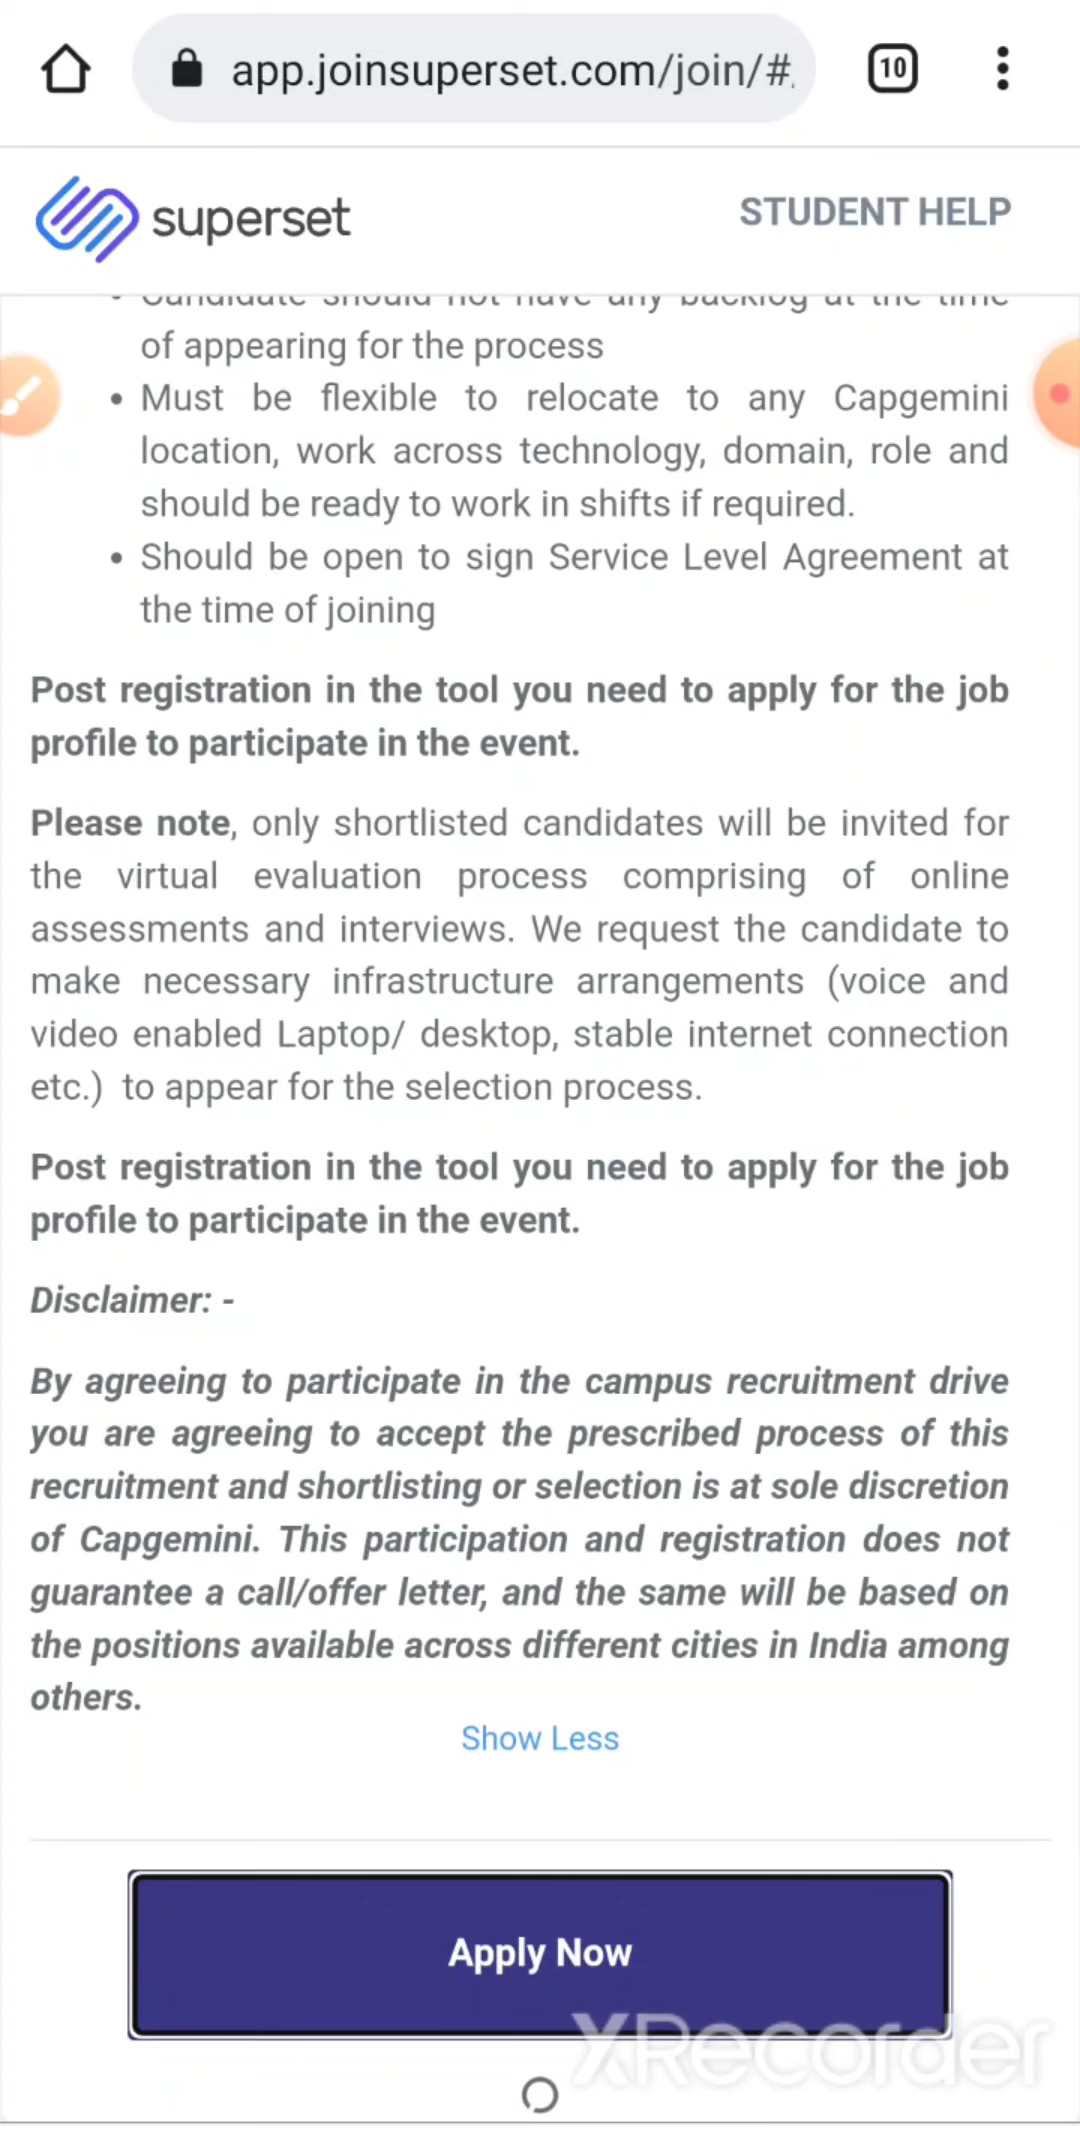 app.joinsuperset.com/join/#
10
superset
STUDENT HELP
Candidate should not have any backlog at the time
of appearing for the process
Must be flexible to relocate to any Capgemini
location, work across technology, domain, role and
should be ready to work in shifts if required.
Should be open to sign Service Level Agreement at
the time of joining
Post registration in the tool you need to apply for the job
profile to participate in the event.
Please note, only shortlisted candidates will be invited for
the virtual evaluation process comprising of online
assessments and interviews. We request the candidate to
make necessary infrastructure arrangements (voice and
video enabled Laptop/ desktop, stable internet connection
etc.) to appear for the selection process.
Post registration in the tool you need to apply for the job
profile to participate in the event.
Disclaimer: -
By agreeing to participate in the campus recruitment drive
you are agreeing to accept the prescribed process of this
recruitment and shortlisting or selection is at sole discretion
of Capgemini. This participation and registration does not
guarantee a call/offer letter, and the same will be based on
the positions available across different cities in India among
others.
Show Less
Apply Now
XRecorder